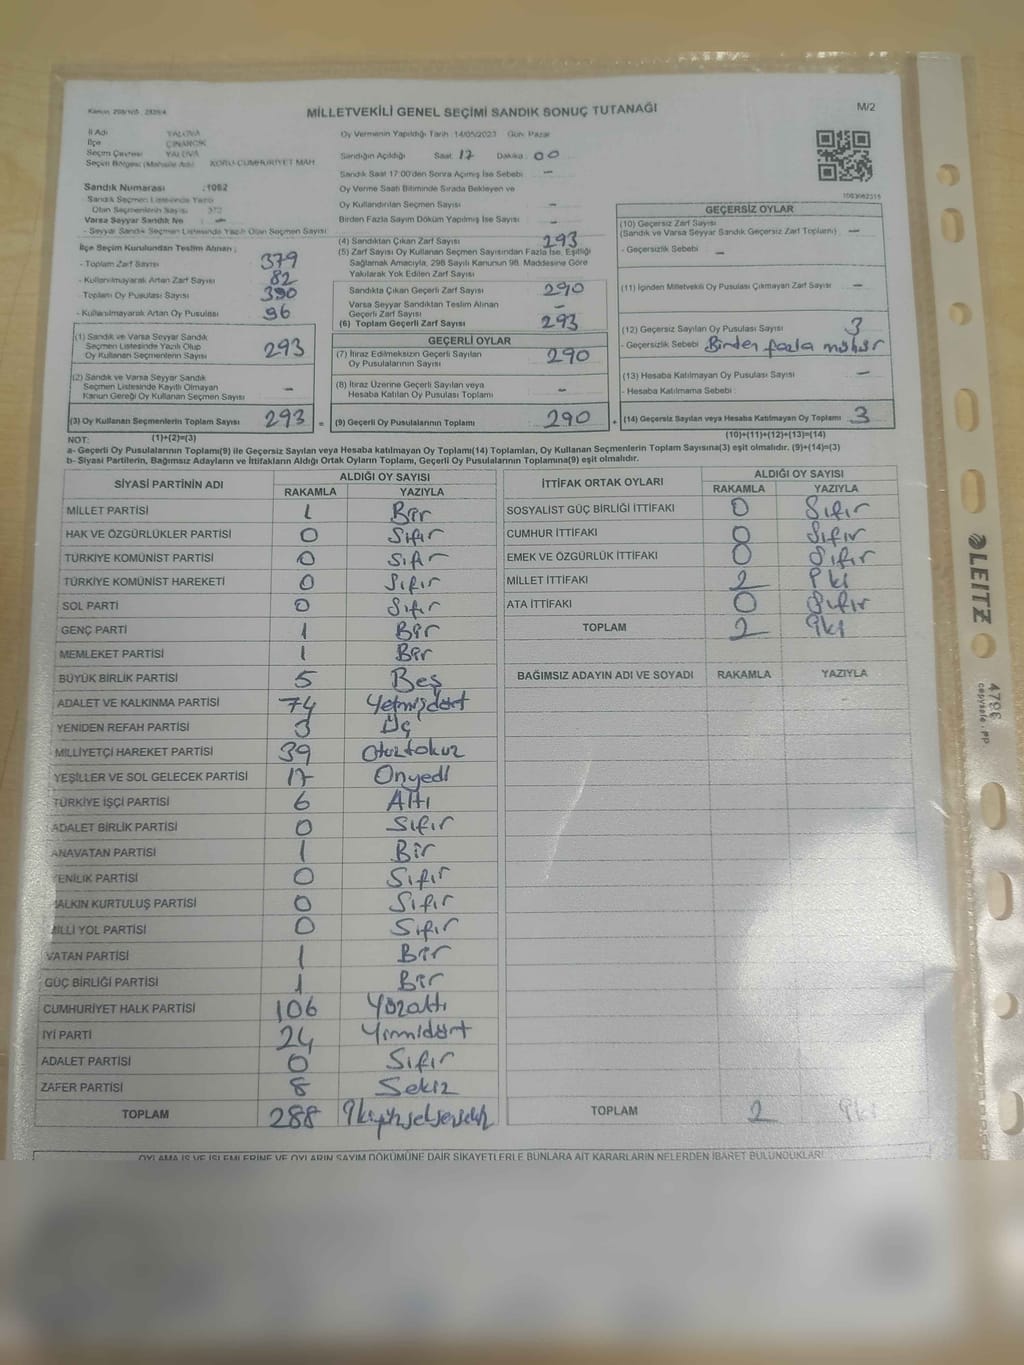 Kanun: 298/105 2839/4
MİLLETVEKİLİ GENEL SEÇİMİ SANDIK SONUÇ TUTANAĞI
M/2
İl Adı YALOVA
İlçe ÇINARCIK
Seçim Çevresi YALOVA
Seçim Bölgesi (Mahalle Adı) KORU CUMHURİYET MAH.
Oy Vermenin Yapıldığı Tarih :14/05/2023 Gün: Pazar
Sandığın Açıldığı Saat: 17 Dakika: 00
Sandık Saat 17:00'den Sonra Açılmış İse Sebebi —
Sandık Numarası :1082
Sandık Seçmen Listesinde Yazılı
Olan Seçmenlerin Sayısı 372
Varsa Seyyar Sandık No : —
- Seyyar Sandık Seçmen Listesinde Yazılı Olan Seçmen Sayısı
Oy Verme Saati Bitiminde Sırada Bekleyen ve
Oy Kullandırılan Seçmen Sayısı —
Birden Fazla Sayım Döküm Yapılmış İse Sayısı —
İlçe Seçim Kurulundan Teslim Alınan ;
- Toplam Zarf Sayısı 379
- Kullanılmayarak Artan Zarf Sayısı 82
- Toplam Oy Pusulası Sayısı 390
- Kullanılmayarak Artan Oy Pusulası 96
(1) Sandık ve Varsa Seyyar Sandık
Seçmen Listesinde Yazılı Olup
Oy Kullanan Seçmenlerin Sayısı 293
(2) Sandık ve Varsa Seyyar Sandık
Seçmen Listesinde Kayıtlı Olmayan
Kanun Gereği Oy Kullanan Seçmen Sayısı —
(3) Oy Kullanan Seçmenlerin Toplam Sayısı 293
(1)+(2)=(3)
(4) Sandıktan Çıkan Zarf Sayısı 293
(5) Zarf Sayısı Oy Kullanan Seçmen Sayısından Fazla İse, Eşitliği
Sağlamak Amacıyla, 298 Sayılı Kanunun 98. Maddesine Göre
Yakılarak Yok Edilen Zarf Sayısı
Sandıkta Çıkan Geçerli Zarf Sayısı 290
Varsa Seyyar Sandıktan Teslim Alınan
Geçerli Zarf Sayısı —
(6) Toplam Geçerli Zarf Sayısı 293
GEÇERLİ OYLAR
(7) İtiraz Edilmeksizin Geçerli Sayılan
Oy Pusulalarının Sayısı 290
(8) İtiraz Üzerine Geçerli Sayılan veya
Hesaba Katılan Oy Pusulası Toplamı —
= (9) Geçerli Oy Pusulalarının Toplamı 290
GEÇERSİZ OYLAR
(10) Geçersiz Zarf Sayısı
(Sandık ve Varsa Seyyar Sandık Geçersiz Zarf Toplamı) —
- Geçersizlik Sebebi : —
(11) İçinden Milletvekili Oy Pusulası Çıkmayan Zarf Sayısı —
(12) Geçersiz Sayılan Oy Pusulası Sayısı 3
- Geçersizlik Sebebi : Birden fazla mühür
(13) Hesaba Katılmayan Oy Pusulası Sayısı —
- Hesaba Katılmama Sebebi :
+ (14) Geçersiz Sayılan veya Hesaba Katılmayan Oy Toplamı 3
(10)+(11)+(12)+(13)=(14)
NOT:
a- Geçerli Oy Pusulalarının Toplamı(9) ile Geçersiz Sayılan veya Hesaba katılmayan Oy Toplamı(14) Toplamları, Oy Kullanan Seçmenlerin Toplam Sayısına(3) eşit olmalıdır. (9)+(14)=(3)
b- Siyasi Partilerin, Bağımsız Adayların ve İttifakların Aldığı Oy Ortak Oyların Toplamı, Geçerli Oy Pusulalarının Toplamına(9) eşit olmalıdır.
SİYASİ PARTİNİN ADI ALDIĞI OY SAYISI
RAKAMLA YAZIYLA
MİLLET PARTİSİ 1 Bir
HAK VE ÖZGÜRLÜKLER PARTİSİ 0 Sıfır
TÜRKİYE KOMÜNİST PARTİSİ 0 Sıfır
TÜRKİYE KOMÜNİST HAREKETİ 0 Sıfır
SOL PARTİ 0 Sıfır
GENÇ PARTİ 1 Bir
MEMLEKET PARTİSİ 1 Bir
BÜYÜK BİRLİK PARTİSİ 5 Beş
ADALET VE KALKINMA PARTİSİ 74 Yetmişdört
YENİDEN REFAH PARTİSİ 3 Üç
MİLLİYETÇİ HAREKET PARTİSİ 39 Otuztokuz
YEŞİLLER VE SOL GELECEK PARTİSİ 17 Onyedi
TÜRKİYE İŞÇİ PARTİSİ 6 Altı
ADALET BİRLİK PARTİSİ 0 Sıfır
ANAVATAN PARTİSİ 1 Bir
YENİLİK PARTİSİ 0 Sıfır
HALKIN KURTULUŞ PARTİSİ 0 Sıfır
MİLLİ YOL PARTİSİ 0 Sıfır
VATAN PARTİSİ 1 Bir
GÜÇ BİRLİĞİ PARTİSİ 1 Bir
CUMHURİYET HALK PARTİSİ 106 Yüzaltı
İYİ PARTİ 24 Yirmidört
ADALET PARTİSİ 0 Sıfır
ZAFER PARTİSİ 8 Sekiz
TOPLAM 288 İkiyüzseksensekiz
İTTİFAK ORTAK OYLARI ALDIĞI OY SAYISI
RAKAMLA YAZIYLA
SOSYALİST GÜÇ BİRLİĞİ İTTİFAKI 0 Sıfır
CUMHUR İTTİFAKI 0 Sıfır
EMEK VE ÖZGÜRLÜK İTTİFAKI 0 Sıfır
MİLLET İTTİFAKI 2 İki
ATA İTTİFAKI 0 Sıfır
TOPLAM 2 İki
BAĞIMSIZ ADAYIN ADI VE SOYADI RAKAMLA YAZIYLA
TOPLAM 2 İki
OYLAMA İŞ VE İŞLEMLERİNE VE OYLARIN SAYIM DÖKÜMÜNE DAİR ŞİKAYETLERLE BUNLARA AİT KARARLARIN NELERDEN İBARET BULUNDUKLARI
LEITZ
4796
copysafe · PP